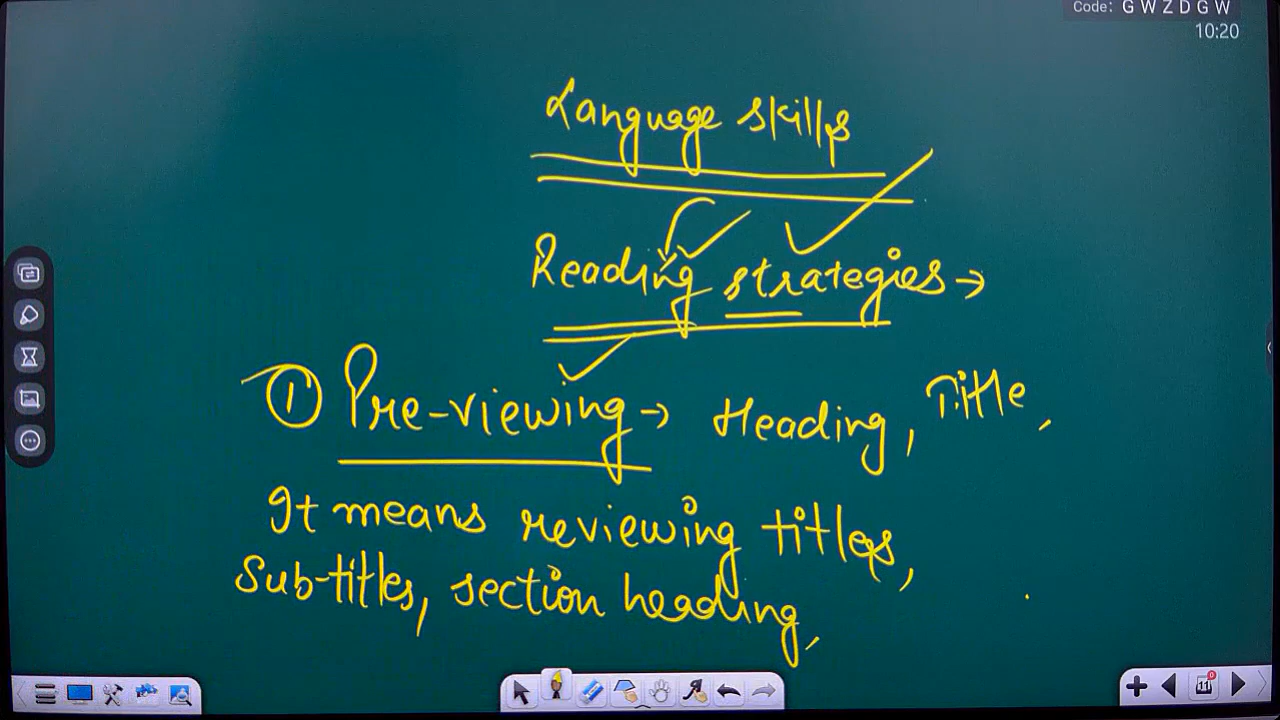 Code: G W Z D G W
10:20
Language skills
Reading strategies →
① Pre-viewing → Heading, Title,
It means reviewing titles,
Sub-titles, section heading,
11